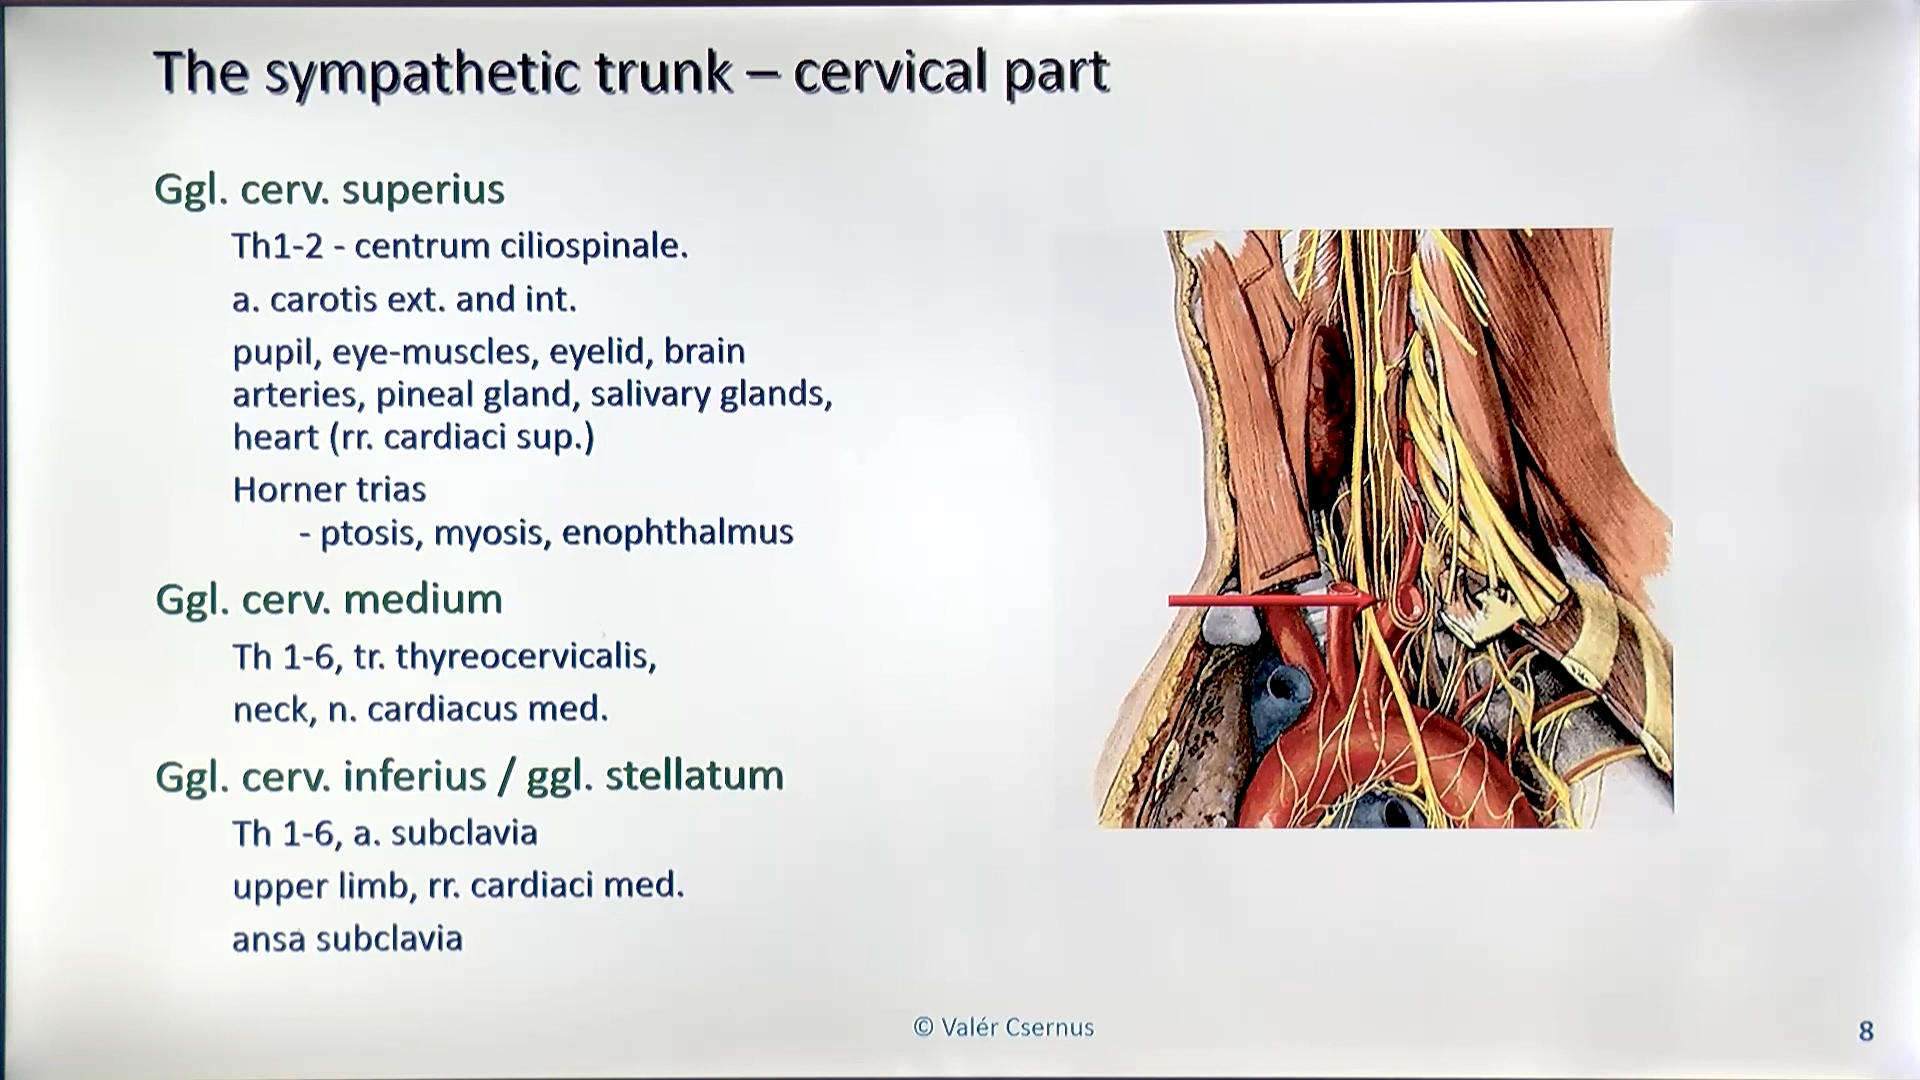 The sympathetic trunk – cervical part
Ggl. cerv. superius
Th1-2 - centrum ciliospinale.
a. carotis ext. and int.
pupil, eye-muscles, eyelid, brain
arteries, pineal gland, salivary glands,
heart (rr. cardiaci sup.)
Horner trias
- ptosis, myosis, enophthalmus
Ggl. cerv. medium
Th 1-6, tr. thyreocervicalis,
neck, n. cardiacus med.
Ggl. cerv. inferius / ggl. stellatum
Th 1-6, a. subclavia
upper limb, rr. cardiaci med.
ansa subclavia
© Valér Csernus
8